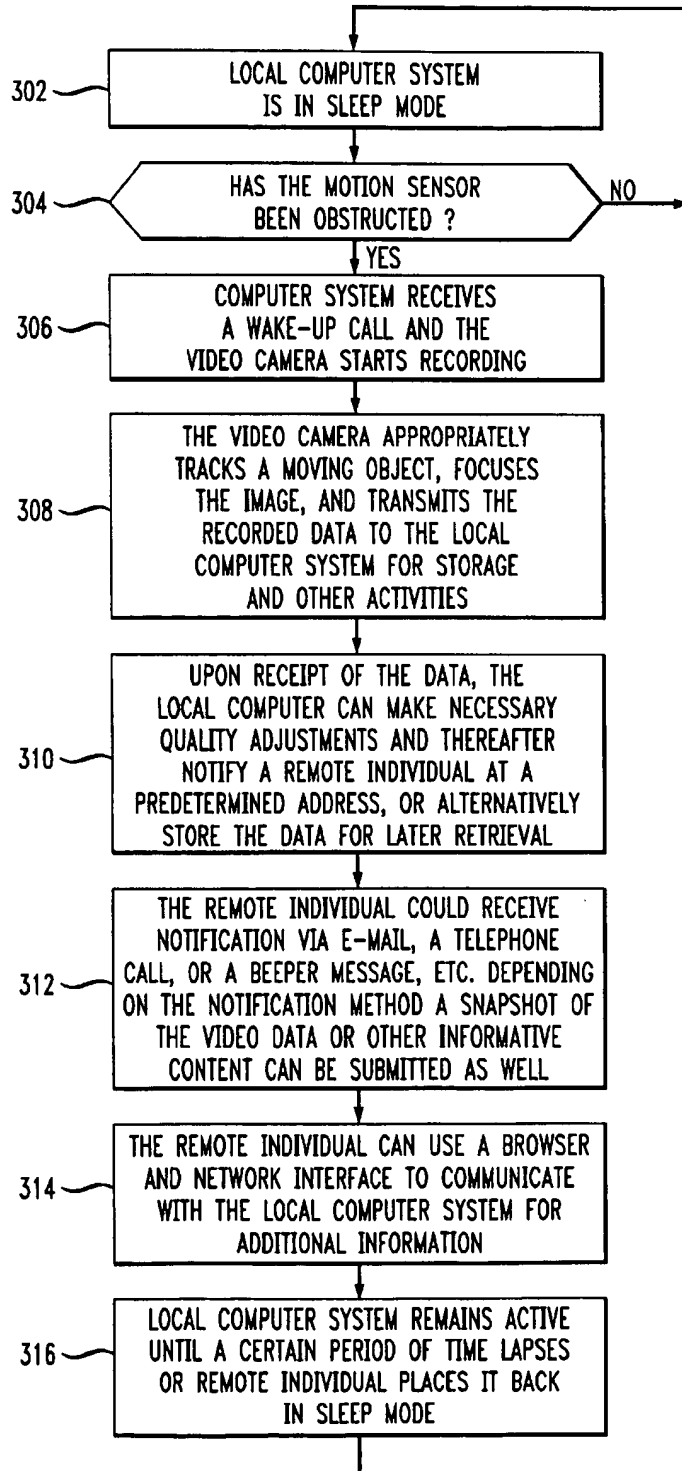 302
LOCAL COMPUTER SYSTEM
IS IN SLEEP MODE
304
HAS THE MOTION SENSOR
BEEN OBSTRUCTED ?
NO
YES
306
COMPUTER SYSTEM RECEIVES
A WAKE-UP CALL AND THE
VIDEO CAMERA STARTS RECORDING
308
THE VIDEO CAMERA APPROPRIATELY
TRACKS A MOVING OBJECT, FOCUSES
THE IMAGE, AND TRANSMITS THE
RECORDED DATA TO THE LOCAL
COMPUTER SYSTEM FOR STORAGE
AND OTHER ACTIVITIES
310
UPON RECEIPT OF THE DATA, THE
LOCAL COMPUTER CAN MAKE NECESSARY
QUALITY ADJUSTMENTS AND THEREAFTER
NOTIFY A REMOTE INDIVIDUAL AT A
PREDETERMINED ADDRESS, OR ALTERNATIVELY
STORE THE DATA FOR LATER RETRIEVAL
312
THE REMOTE INDIVIDUAL COULD RECEIVE
NOTIFICATION VIA E-MAIL, A TELEPHONE
CALL, OR A BEEPER MESSAGE, ETC. DEPENDING
ON THE NOTIFICATION METHOD A SNAPSHOT OF
THE VIDEO DATA OR OTHER INFORMATIVE
CONTENT CAN BE SUBMITTED AS WELL
314
THE REMOTE INDIVIDUAL CAN USE A BROWSER
AND NETWORK INTERFACE TO COMMUNICATE
WITH THE LOCAL COMPUTER SYSTEM FOR
ADDITIONAL INFORMATION
316
LOCAL COMPUTER SYSTEM REMAINS ACTIVE
UNTIL A CERTAIN PERIOD OF TIME LAPSES
OR REMOTE INDIVIDUAL PLACES IT BACK
IN SLEEP MODE